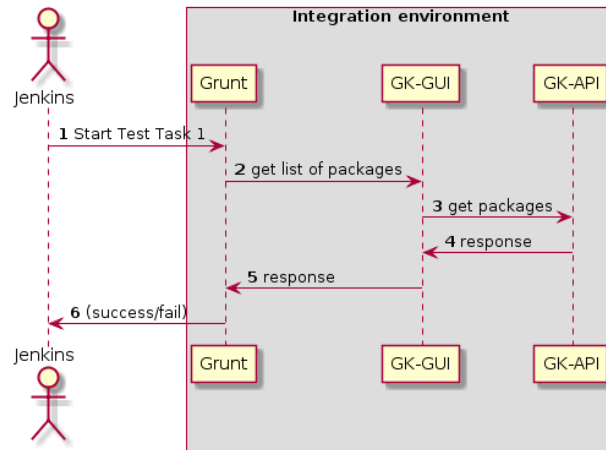 Integration environment
Jenkins
Grunt
GK-GUI
GK-API
1 Start Test Task 1
2 get list of packages
3 get packages
4 response
5 response
6 (success/fail)
Jenkins
Grunt
GK-GUI
GK-API